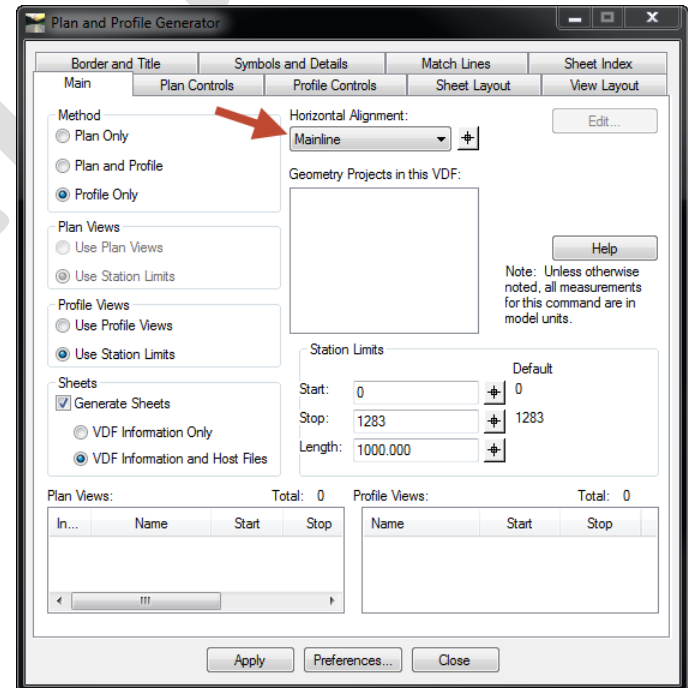 Plan and Profile Generator
Border and Title Symbols and Details Match Lines Sheet Index
Main Plan Controls Profile Controls Sheet Layout View Layout
Method
Plan Only
Plan and Profile
Profile Only
Horizontal Alignment:
Mainline
Edit...
Geometry Projects in this VDF:
Plan Views
Use Plan Views
Use Station Limits
Help
Note: Unless otherwise
noted, all measurements
for this command are in
model units.
Profile Views
Use Profile Views
Use Station Limits
Station Limits
Default
Start: 0 0
Stop: 1283 1283
Length: 1000.000
Sheets
Generate Sheets
VDF Information Only
VDF Information and Host Files
Plan Views: Total: 0
In... Name Start Stop
Profile Views: Total: 0
Name Start Stop
Apply Preferences... Close